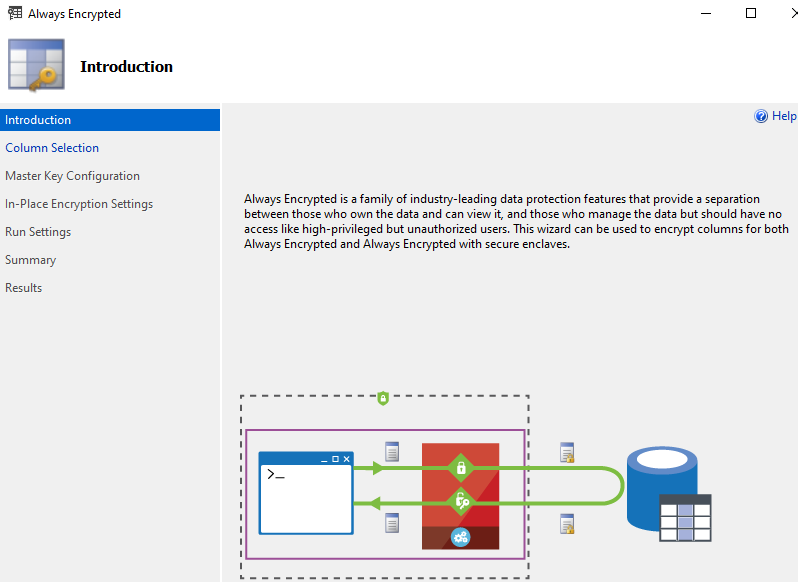 Always Encrypted
Introduction
Introduction
Column Selection
Master Key Configuration
In-Place Encryption Settings
Run Settings
Summary
Results
Help
Always Encrypted is a family of industry-leading data protection features that provide a separation
between those who own the data and can view it, and those who manage the data but should have no
access like high-privileged but unauthorized users. This wizard can be used to encrypt columns for both
Always Encrypted and Always Encrypted with secure enclaves.
>_